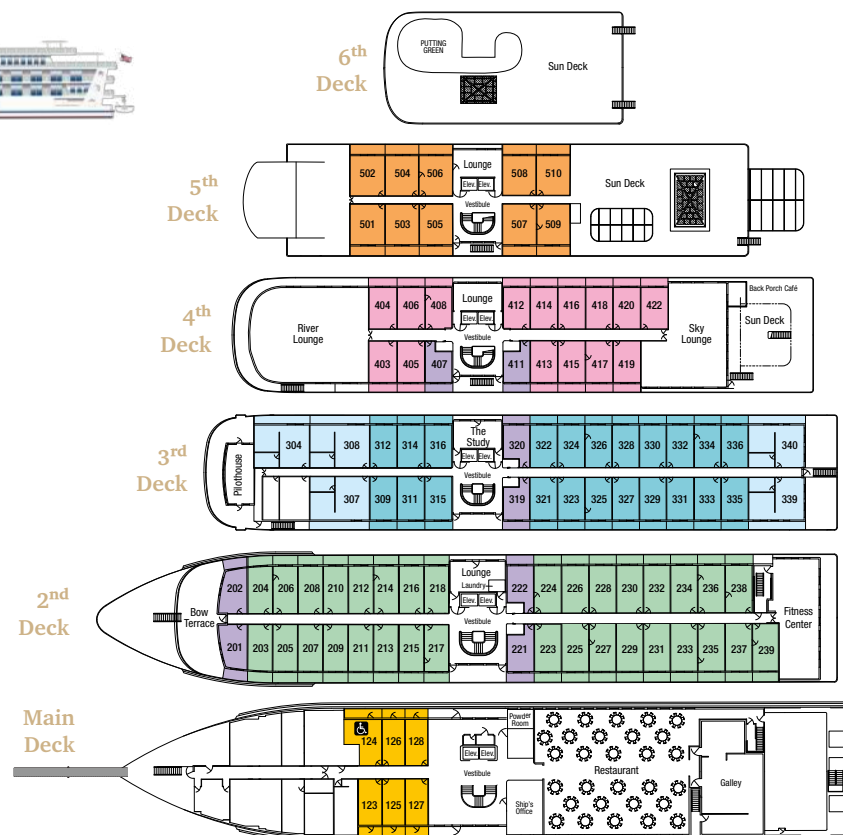 6th
Deck
PUTTING
GREEN
Sun Deck
5th
Deck
502 504 506 Lounge 508 510
Elev. Elev.
Sun Deck
Vestibule
501 503 505 507 509
4th
Deck
404 406 408 Lounge 412 414 416 418 420 422
Back Porch Café
Elev. Elev.
River
Lounge
Vestibule
Sky
Lounge
Sun Deck
403 405 407 411 413 415 417 419
3rd
Deck
Pilothouse
304 308 312 314 316 The
Study
320 322 324 326 328 330 332 334 336 340
Elev. Elev.
Vestibule
307 309 311 315 319 321 323 325 327 329 331 333 335 339
2nd
Deck
Bow
Terrace
202 204 206 208 210 212 214 216 218 Lounge
Laundry
222 224 226 228 230 232 234 236 238
Elev. Elev.
Vestibule
Fitness
Center
201 203 205 207 209 211 213 215 217 221 223 225 227 229 231 233 235 237 239
Main
Deck
124 126 128
Powder
Room
Elev. Elev.
Vestibule
Restaurant
Galley
123 125 127
Ship's
Office